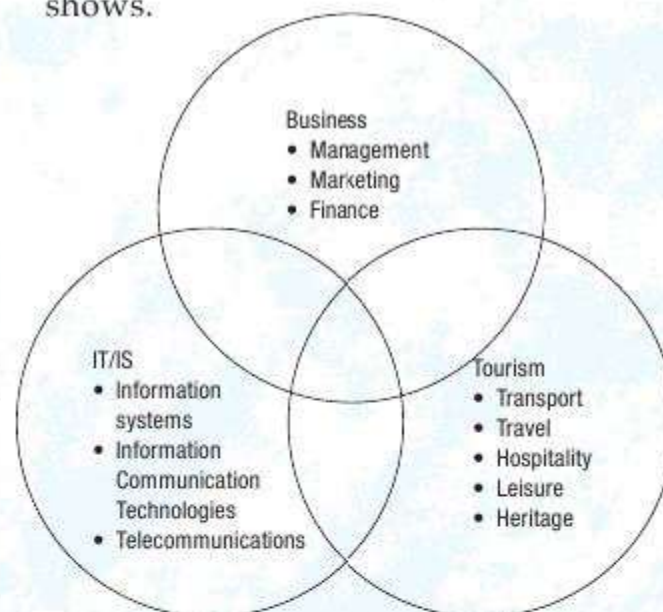 shows.
Business
• Management
• Marketing
• Finance
IT/IS
• Information
systems
• Information
Communication
Technologies
• Telecommunications
Tourism
• Transport
• Travel
• Hospitality
• Leisure
• Heritage